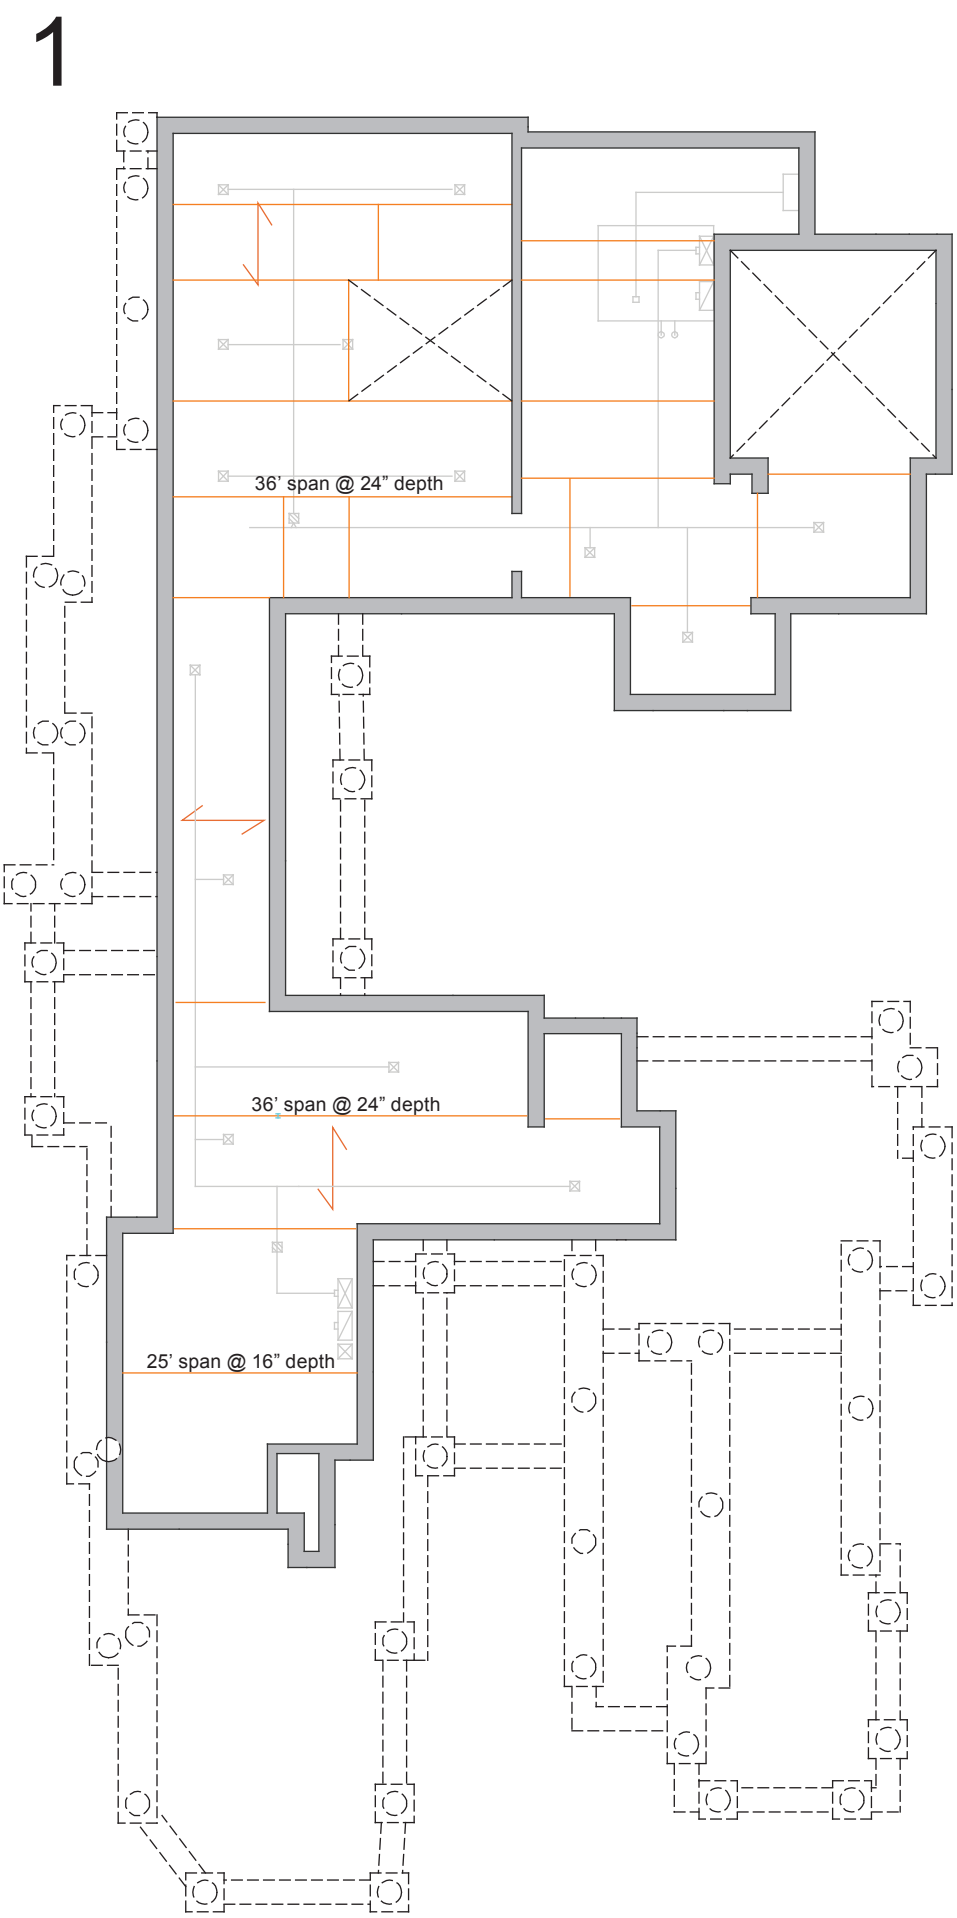 1
36’ span @ 24” depth
36’ span @ 24” depth
25’ span @ 16” depth